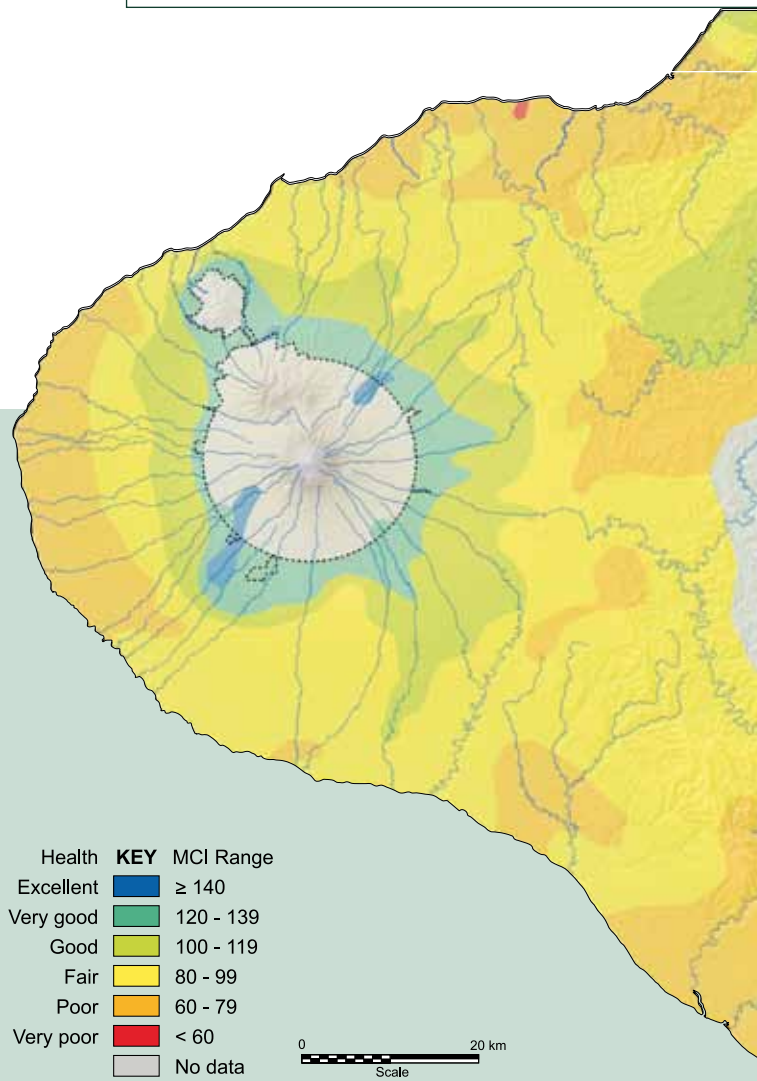 Health KEY MCI Range
Excellent ≥ 140
Very good 120 - 139
Good 100 - 119
Fair 80 - 99
Poor 60 - 79
Very poor < 60
No data
0 20 km
Scale